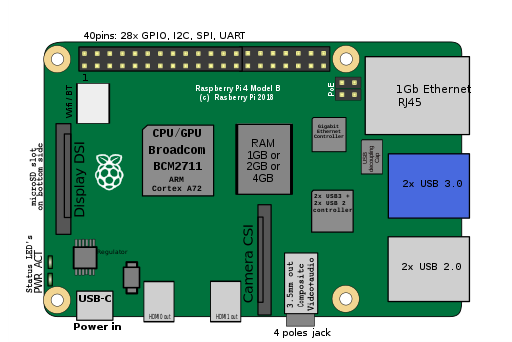 40pins: 28x GPIO, I2C, SPI, UART
1
Wifi/BT
Raspberry Pi 4 Model B
(c) Rasberry Pi 2018
PoE
1Gb Ethernet
RJ45
microSD slot
on bottom side
Display DSI
CPU/GPU
Broadcom
BCM2711
ARM
Cortex A72
RAM
1GB or
2GB or
4GB
Gigabit
Ethernet
Controller
USB
decoupling
Cap
2x USB 3.0
2x USB3 +
2x USB 2
controller
Status LED's
PWR ACT
Regulator
Camera CSI
2x USB 2.0
3.5mm out
Composite
Video+audio
USB-C
HDMI0 out
HDMI1 out
Power in
4 poles jack